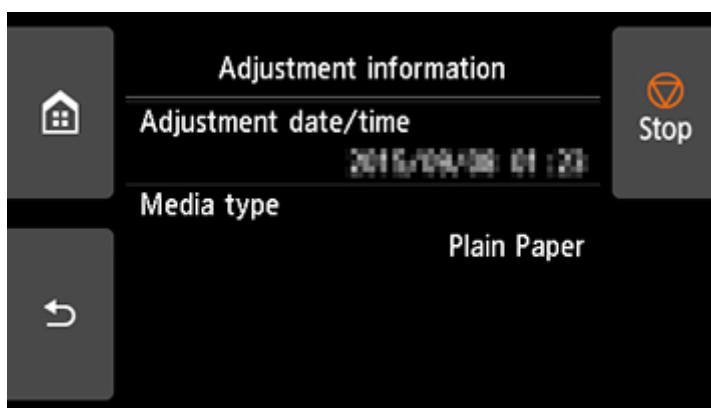 Adjustment information
Adjustment date/time
Stop
Media type
Plain Paper